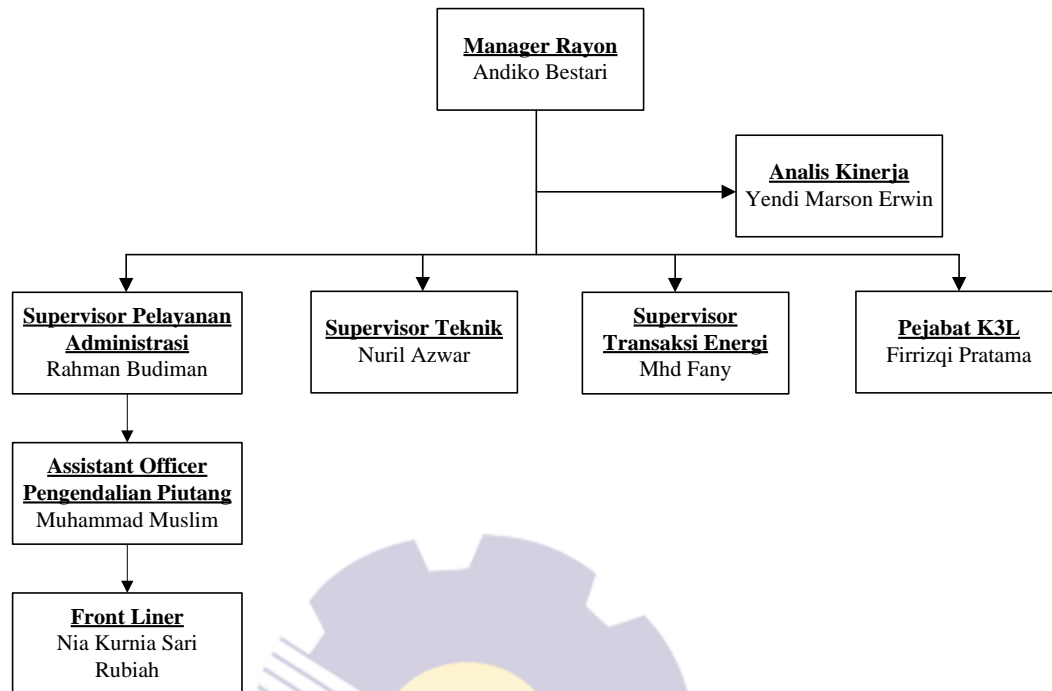 Manager Rayon
Andiko Bestari
Analis Kinerja
Yendi Marson Erwin
Supervisor Pelayanan
Administrasi
Rahman Budiman
Supervisor Teknik
Nuril Azwar
Supervisor
Transaksi Energi
Mhd Fany
Pejabat K3L
Firrizqi Pratama
Assistant Officer
Pengendalian Piutang
Muhammad Muslim
Front Liner
Nia Kurnia Sari
Rubiah